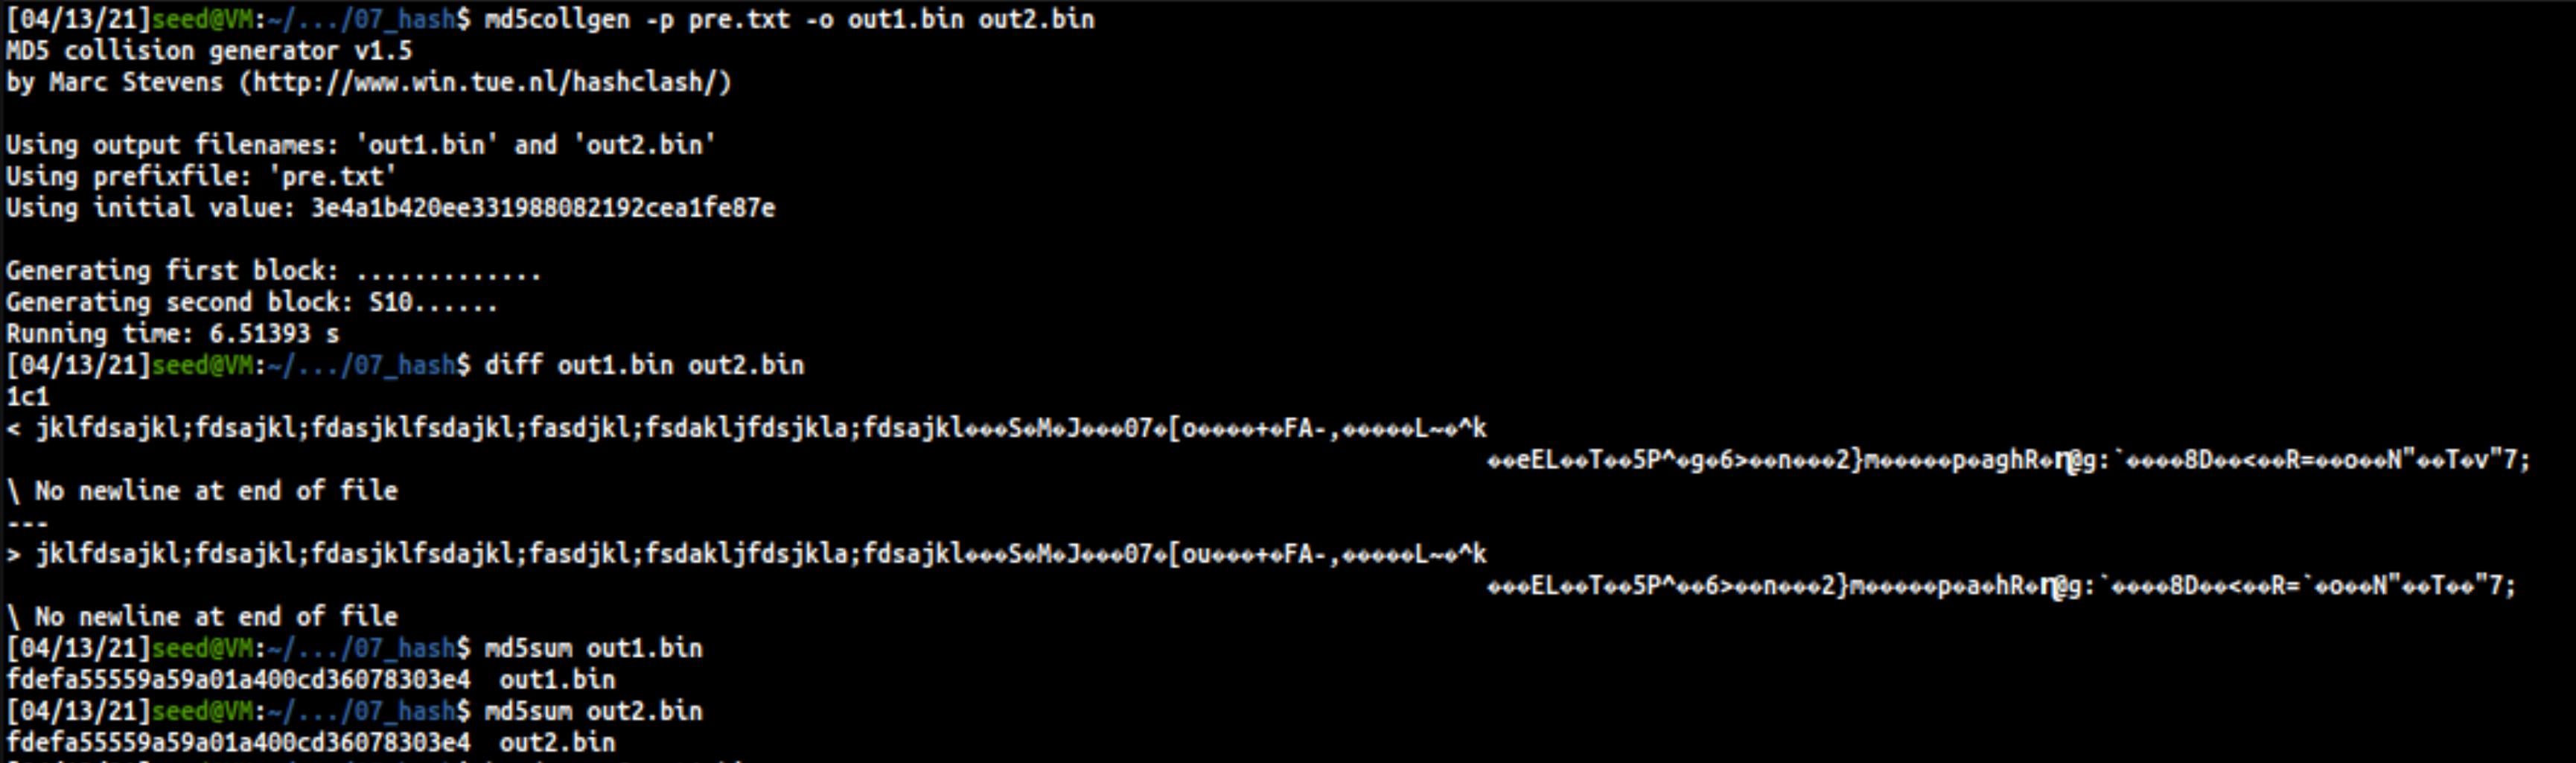 [04/13/21]seed@VM:~/.../07_hash$ md5collgen -p pre.txt -o out1.bin out2.bin
MD5 collision generator v1.5
by Marc Stevens (http://www.win.tue.nl/hashclash/)
Using output filenames: 'out1.bin' and 'out2.bin'
Using prefixfile: 'pre.txt'
Using initial value: 3e4a1b420ee331988082192cea1fe87e
Generating first block: .............
Generating second block: S10......
Running time: 6.51393 s
[04/13/21]seed@VM:~/.../07_hash$ diff out1.bin out2.bin
1c1
< jklfdsajkl;fdsajkl;fdasjklfsdajkl;fasdjkl;fsdakljfdsjkla;fdsajkl���S�M�J���07�[o����+�FA-,�����L~�^k
��eEL��T��5P^�g�6>��n���2}m�����p�aghR�η@g:`����8D��<��R=��o��N"��T�v"7;
\ No newline at end of file
---
> jklfdsajkl;fdsajkl;fdasjklfsdajkl;fasdjkl;fsdakljfdsjkla;fdsajkl���S�M�J���07�[ou���+�FA-,�����L~�^k
���EL��T��5P^��6>��n���2}m�����p�a�hR�η@g:`����8D��<��R=`�o��N"��T��"7;
\ No newline at end of file
[04/13/21]seed@VM:~/.../07_hash$ md5sum out1.bin
fdefa55559a59a01a400cd36078303e4  out1.bin
[04/13/21]seed@VM:~/.../07_hash$ md5sum out2.bin
fdefa55559a59a01a400cd36078303e4  out2.bin